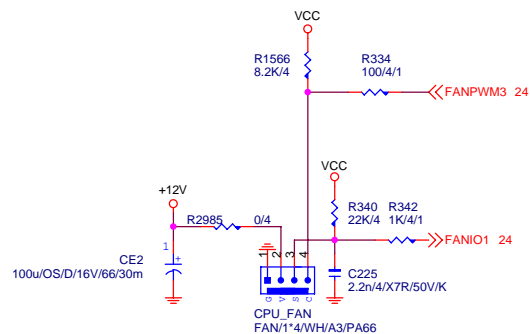 VCC
R1566
8.2K/4
R334
100/4/1
FANPWM3 24
VCC
+12V
R2985 0/4
R340
22K/4
R342
1K/4/1
FANIO1 24
1
+
CE2
100u/OS/D/16V/66/30m
1
2
3
4
G
V
S
C
C225
2.2n/4/X7R/50V/K
CPU_FAN
FAN/1*4/WH/A3/PA66